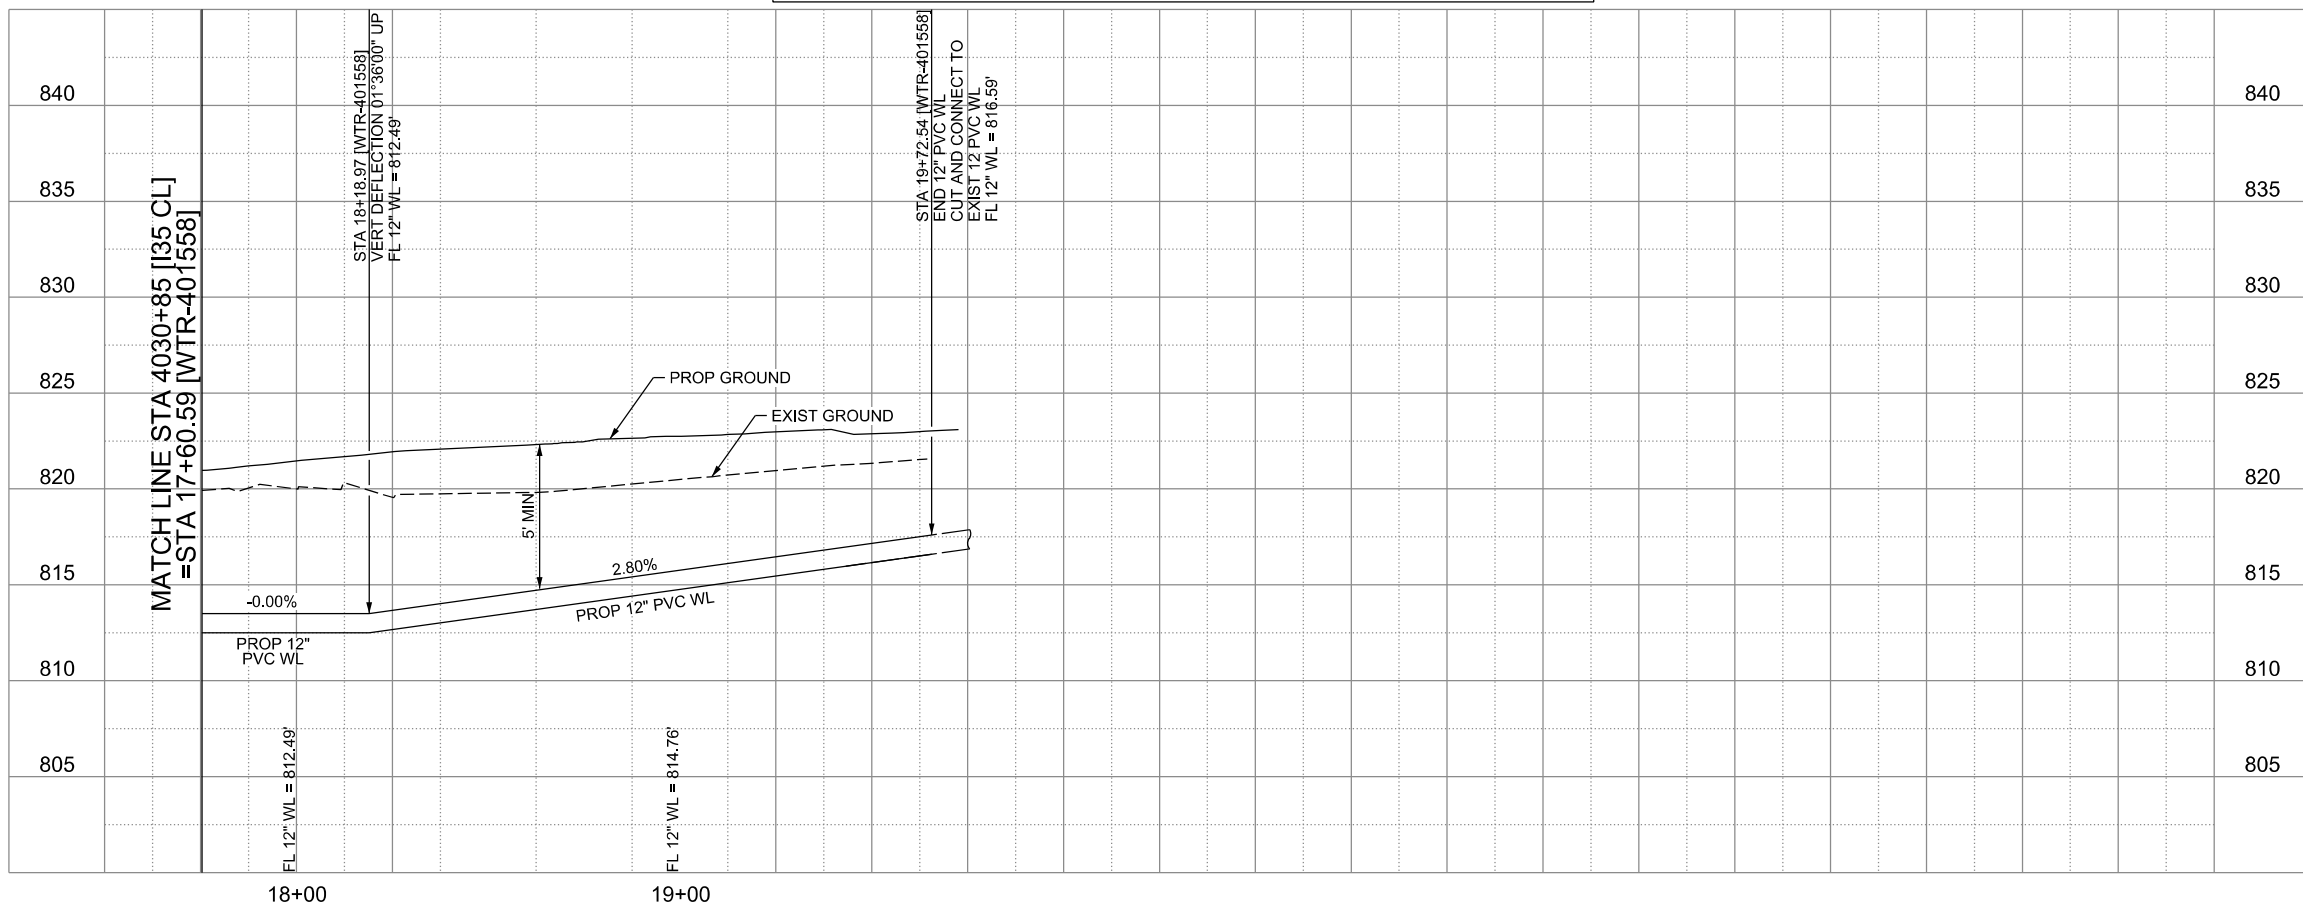 MATCH LINE STA 4030+85 [I35 CL]
=STA 17+60.59 [WTR-401558]
STA 18+18.97 [WTR-401558]
VERT DEFLECTION 01°36'00" UP
FL 12" WL = 812.49'
STA 19+72.54 [WTR-401558]
END 12" PVC WL
CUT AND CONNECT TO
EXIST 12 PVC WL
FL 12" WL = 816.59'
840
840
835
835
830
830
825
825
PROP GROUND
EXIST GROUND
820
820
5' MIN
815
815
2.80%
-0.00%
PROP 12" PVC WL
PROP 12"
PVC WL
810
810
805
805
FL 12" WL = 812.49'
FL 12" WL = 814.76'
18+00
19+00